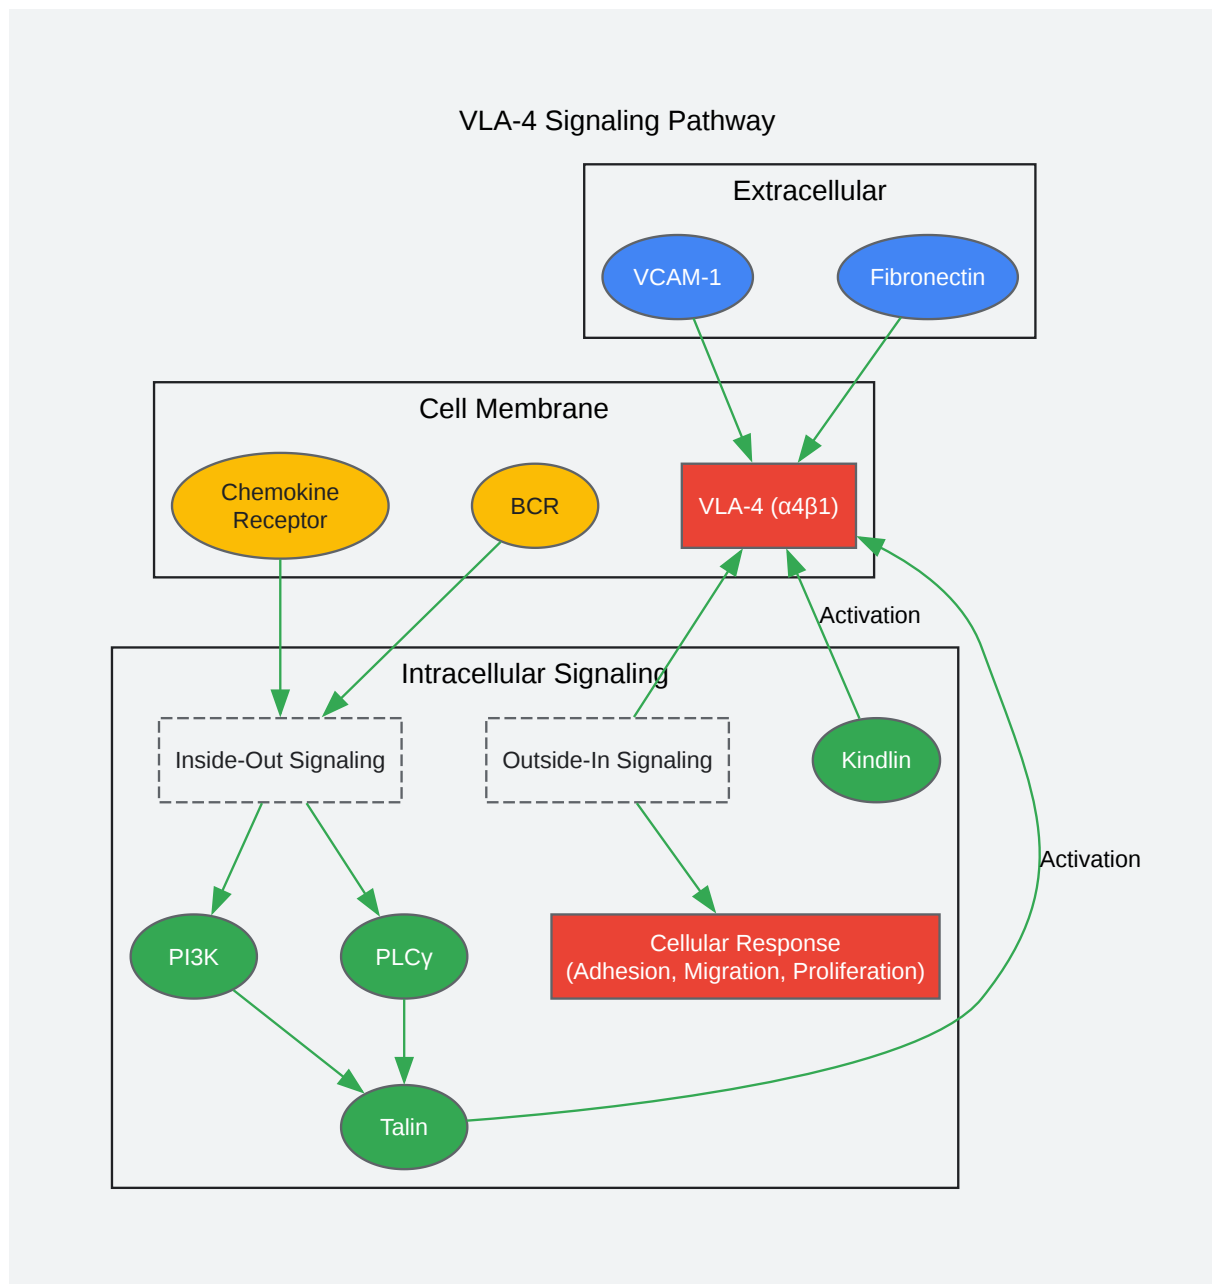 VLA-4 Signaling Pathway
Extracellular
VCAM-1
Fibronectin
Cell Membrane
Chemokine
Receptor
BCR
VLA-4 (α4β1)
Activation
Intracellular Signaling
Inside-Out Signaling
Outside-In Signaling
Kindlin
Activation
PI3K
PLCγ
Cellular Response
(Adhesion, Migration, Proliferation)
Talin